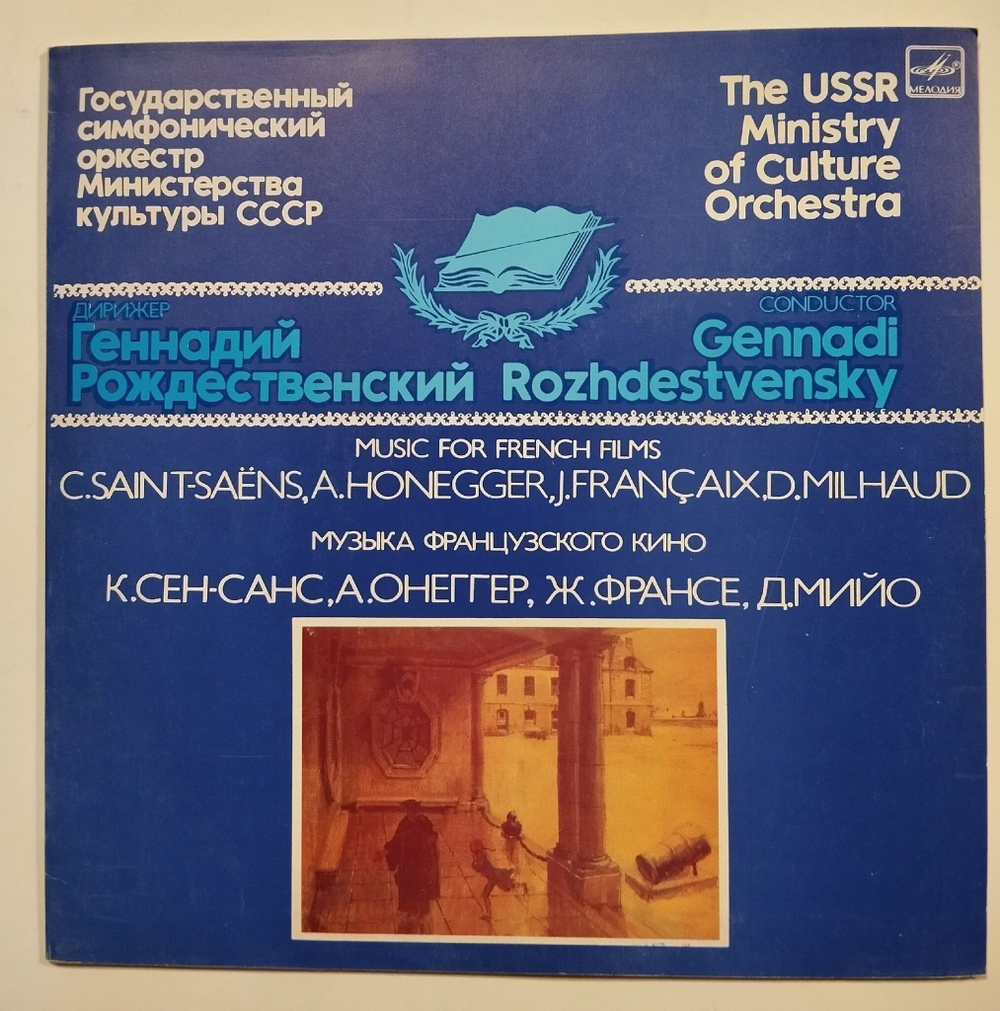 Государственный
симфонический
оркестр
Министерства
культуры СССР
The USSR
Ministry
of Culture
Orchestra
МЕЛОДИЯ
ДИРИЖЕР
Геннадий
Рождественский
CONDUCTOR
Gennadi
Rozhdestvensky
MUSIC FOR FRENCH FILMS
C.SAINT-SAËNS, A.HONEGGER, J.FRANÇAIX, D.MILHAUD
МУЗЫКА ФРАНЦУЗСКОГО КИНО
К.СЕН-САНС, А.ОНЕГГЕР, Ж.ФРАНСЕ, Д.МИЙО